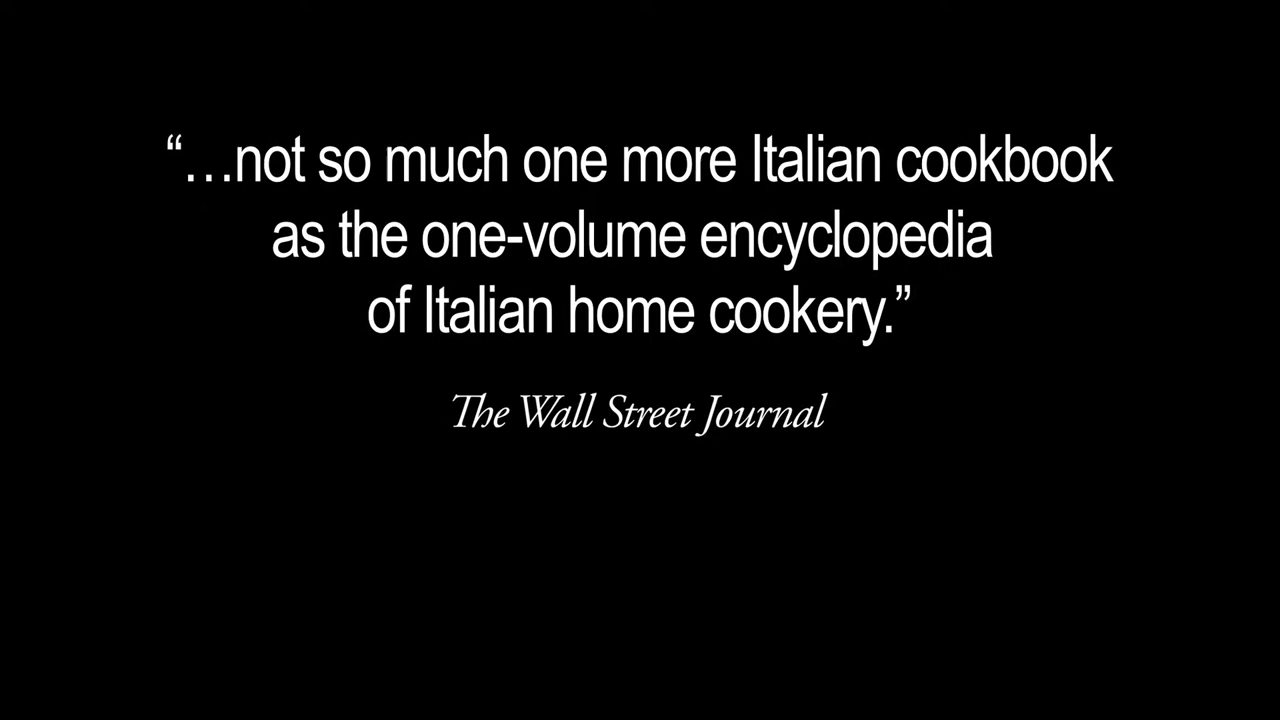 “…not so much one more Italian cookbook
as the one-volume encyclopedia
of Italian home cookery.”
The Wall Street Journal